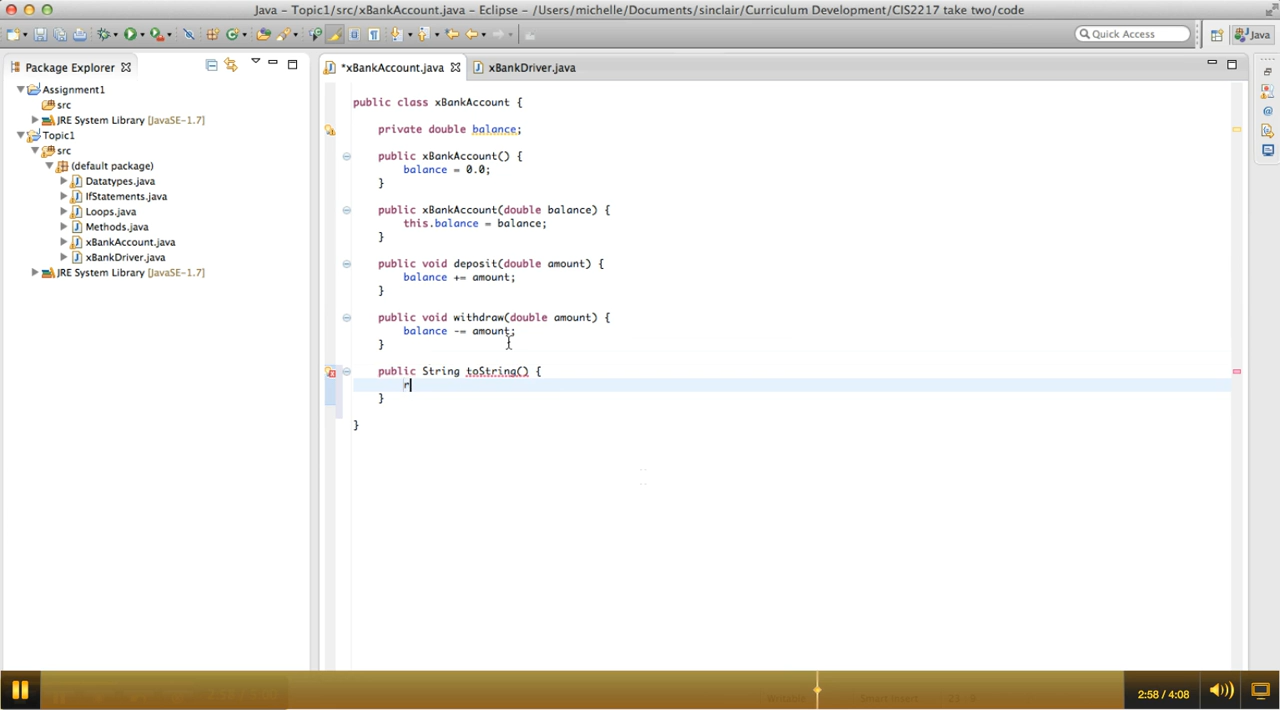 Java - Topic1/src/xBankAccount.java - Eclipse - /Users/michelle/Documents/sinclair/Curriculum Development/CIS2217 take two/code
Quick Access
Java
Package Explorer
*xBankAccount.java
xBankDriver.java
Assignment1
src
JRE System Library [JavaSE-1.7]
Topic1
src
(default package)
Datatypes.java
IfStatements.java
Loops.java
Methods.java
xBankAccount.java
xBankDriver.java
JRE System Library [JavaSE-1.7]
public class xBankAccount {
private double balance;
public xBankAccount() {
balance = 0.0;
}
public xBankAccount(double balance) {
this.balance = balance;
}
public void deposit(double amount) {
balance += amount;
}
public void withdraw(double amount) {
balance -= amount;
}
public String toString() {
r
}
}
Writable
Smart Insert
2:58 / 4:08